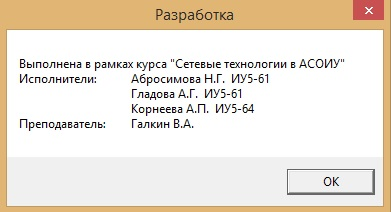 Разработка
Выполнена в рамках курса "Сетевые технологии в АСОИУ"
Исполнители: Абросимова Н.Г. ИУ5-61
Гладова А.Г. ИУ5-61
Корнеева А.П. ИУ5-64
Преподаватель: Галкин В.А.
OK